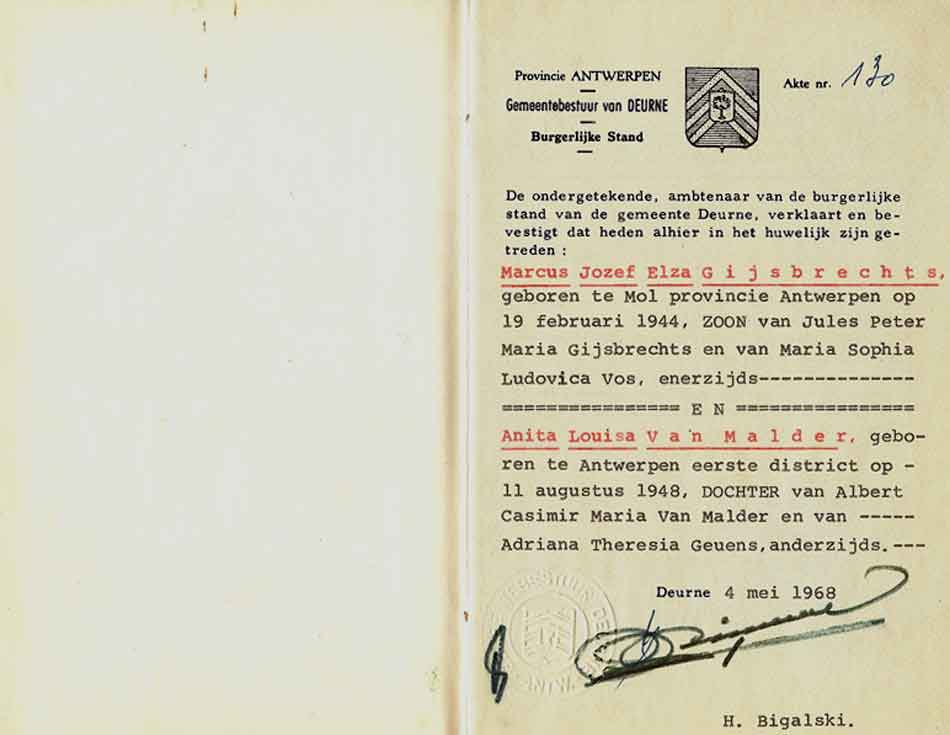 Provincie ANTWERPEN
Gemeentebestuur van DEURNE
Burgerlijke Stand
Akte nr. 130
De ondergetekende, ambtenaar van de burgerlijke
stand van de gemeente Deurne, verklaart en be-
vestigt dat heden alhier in het huwelijk zijn ge-
treden :
Marcus Jozef Elza G i j s b r e c h t s,
geboren te Mol provincie Antwerpen op
19 februari 1944, ZOON van Jules Peter
Maria Gijsbrechts en van Maria Sophia
Ludovica Vos, enerzijds--------------
================ E N ================
Anita Louisa V a n M a l d e r, gebo-
ren te Antwerpen eerste district op -
11 augustus 1948, DOCHTER van Albert
Casimir Maria Van Malder en van -----
Adriana Theresia Geuens,anderzijds.---
Deurne 4 mei 1968
H. Bigalski.